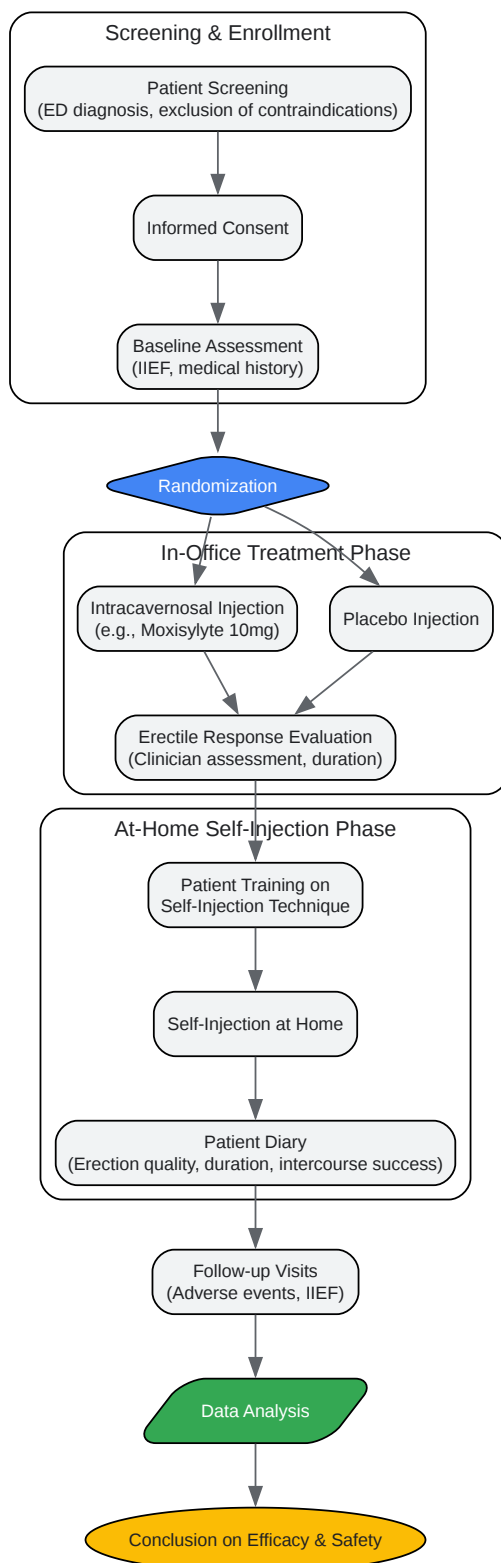 Screening & Enrollment
Patient Screening
(ED diagnosis, exclusion of contraindications)
Informed Consent
Baseline Assessment
(IIEF, medical history)
Randomization
In-Office Treatment Phase
Intracavernosal Injection
(e.g., Moxisylyte 10mg)
Placebo Injection
Erectile Response Evaluation
(Clinician assessment, duration)
At-Home Self-Injection Phase
Patient Training on
Self-Injection Technique
Self-Injection at Home
Patient Diary
(Erection quality, duration, intercourse success)
Follow-up Visits
(Adverse events, IIEF)
Data Analysis
Conclusion on Efficacy & Safety